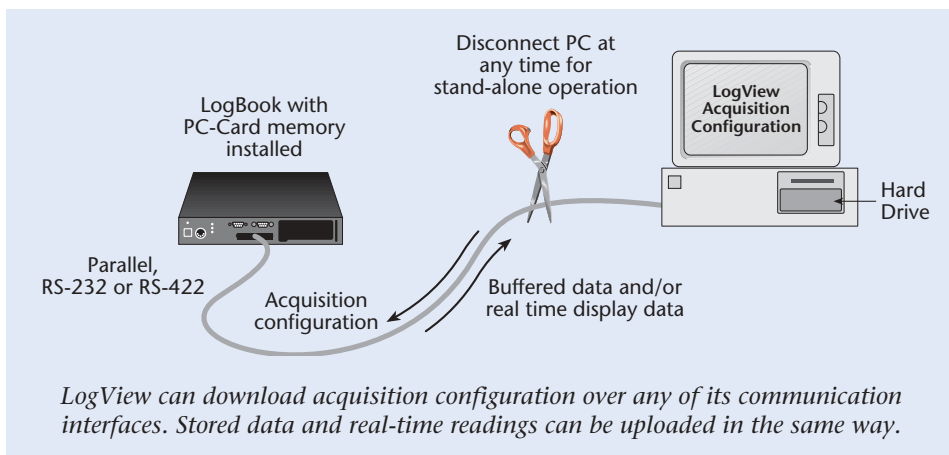 Disconnect PC at
any time for
stand-alone operation
LogView
Acquisition
Configuration
LogBook with
PC-Card memory
installed
Hard
Drive
Parallel,
RS-232 or RS-422
Acquisition
configuration
Buffered data and/or
real time display data
LogView can download acquisition configuration over any of its communication
interfaces. Stored data and real-time readings can be uploaded in the same way.